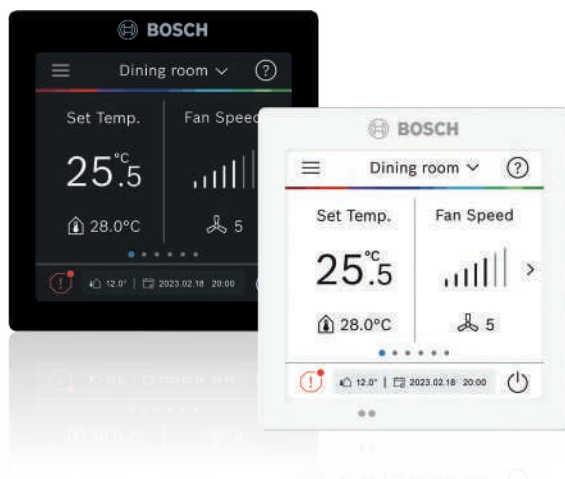 BOSCH
Dining room ?
Set Temp. Fan Speed
25.5 °C
28.0°C 5
! 12.0° | 2023.02.18 20:00
BOSCH
Dining room ?
Set Temp. Fan Speed
25.5 °C
28.0°C 5
! 12.0° | 2023.02.18 20:00